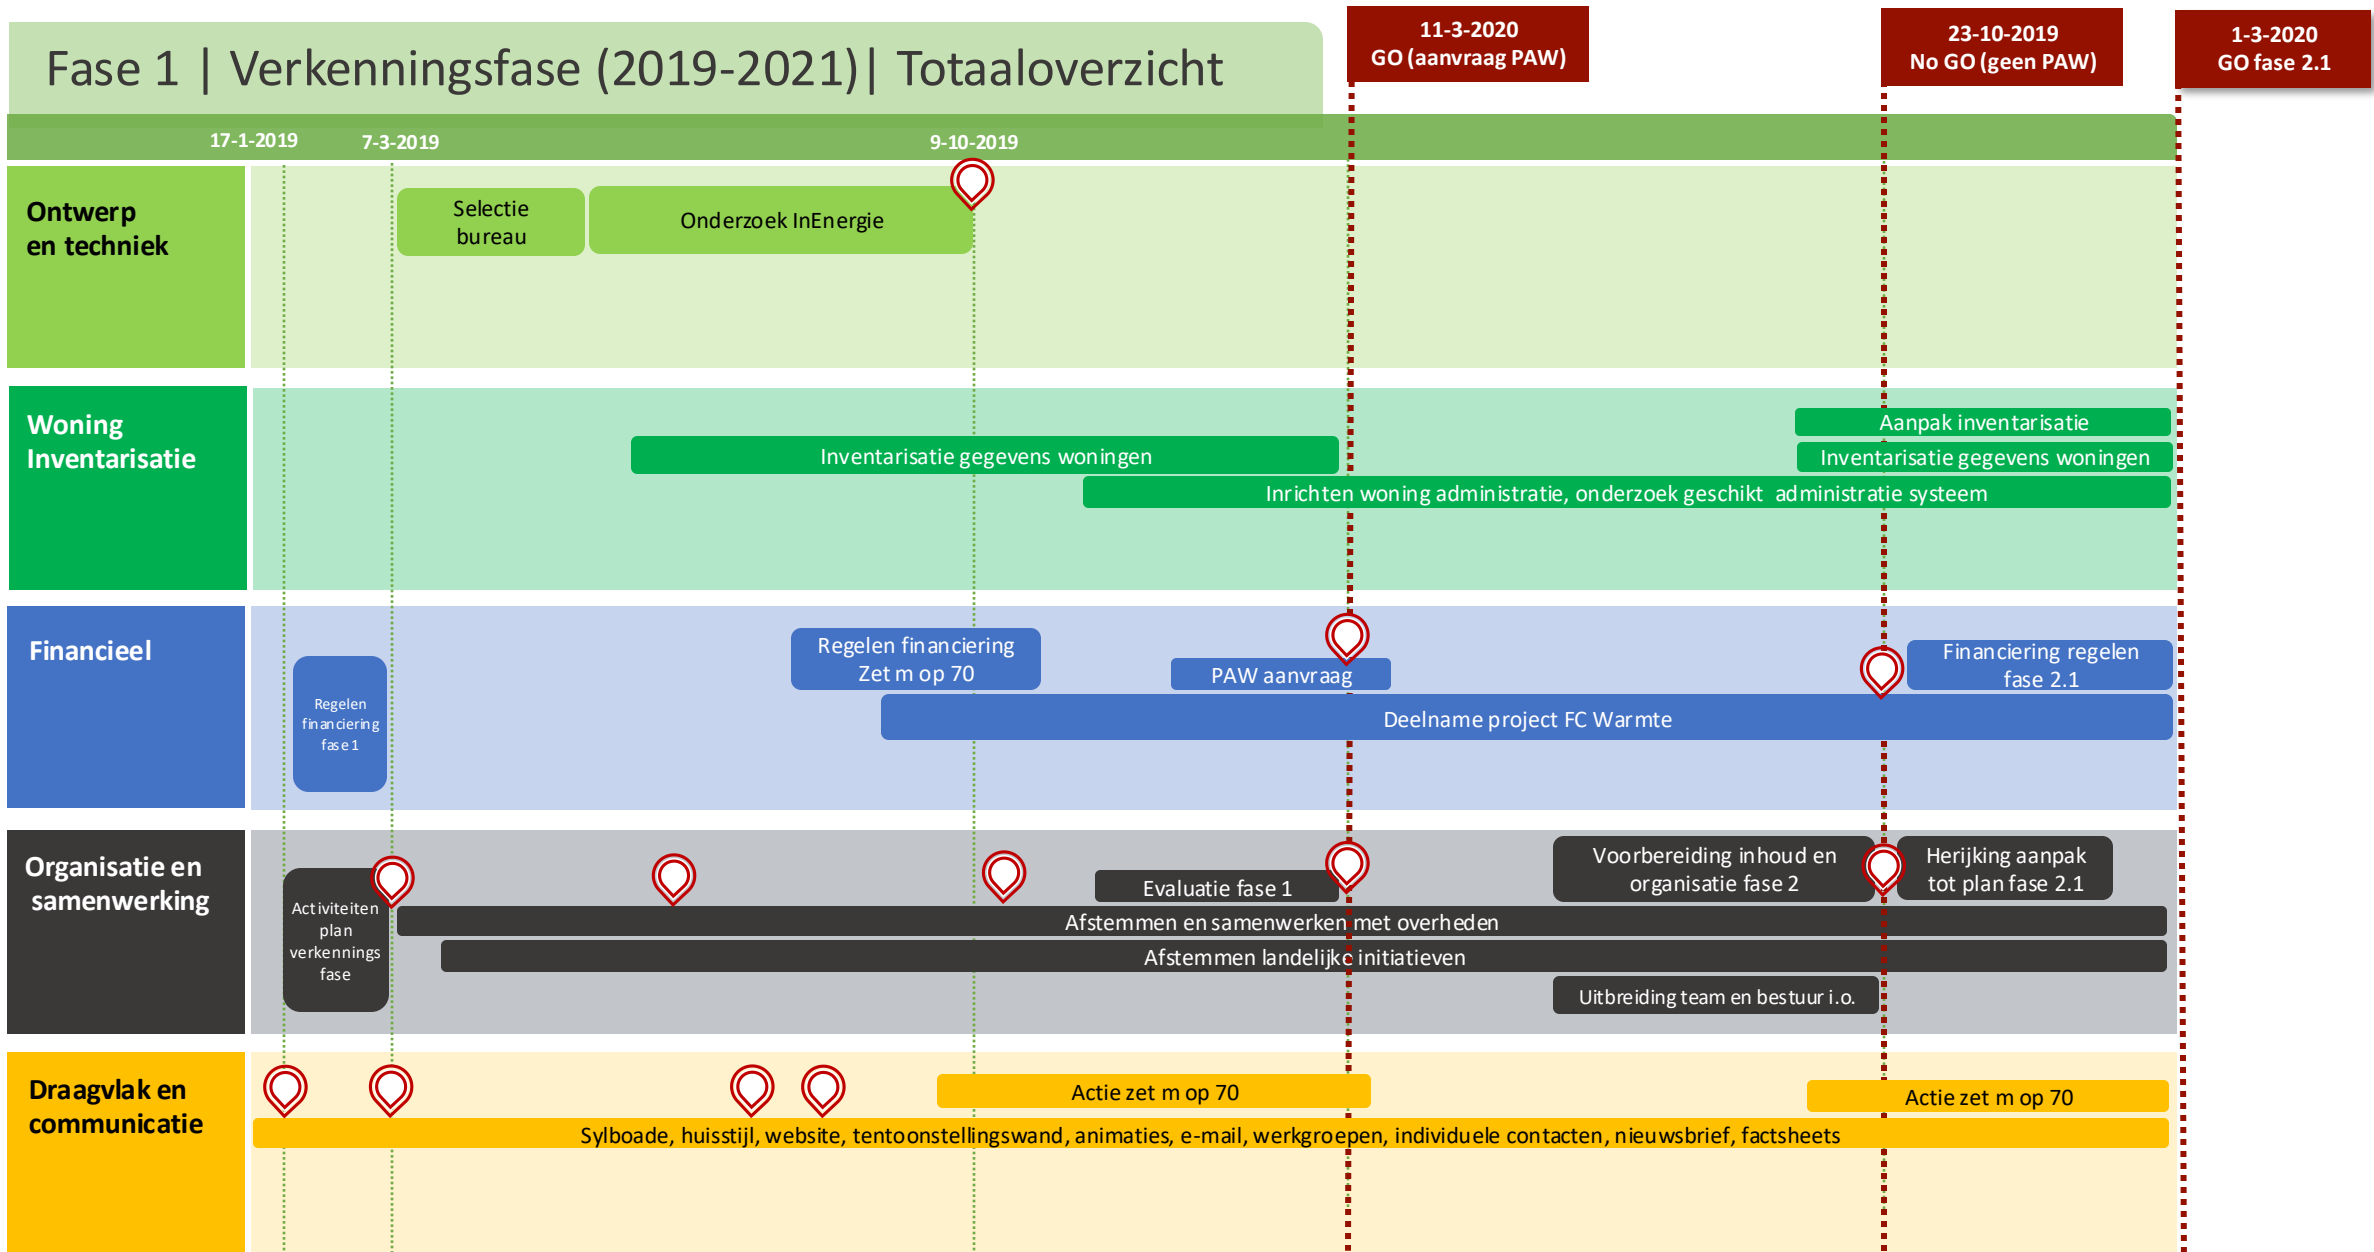 Fase 1 | Verkenningsfase (2019-2021)| Totaaloverzicht
11-3-2020
GO (aanvraag PAW)
23-10-2019
No GO (geen PAW)
1-3-2020
GO fase 2.1
17-1-2019
7-3-2019
9-10-2019
Ontwerp
en techniek
Selectie
bureau
Onderzoek InEnergie
Woning
Inventarisatie
Aanpak inventarisatie
Inventarisatie gegevens woningen
Inventarisatie gegevens woningen
Inrichten woning administratie, onderzoek geschikt administratie systeem
Financieel
Regelen
financiering
fase 1
Regelen financiering
Zet m op 70
PAW aanvraag
Financiering regelen
fase 2.1
Deelname project FC Warmte
Organisatie en
samenwerking
Activiteiten
plan
verkennings
fase
Evaluatie fase 1
Voorbereiding inhoud en
organisatie fase 2
Herijking aanpak
tot plan fase 2.1
Afstemmen en samenwerken met overheden
Afstemmen landelijke initiatieven
Uitbreiding team en bestuur i.o.
Draagvlak en
communicatie
Actie zet m op 70
Actie zet m op 70
Sylboade, huisstijl, website, tentoonstellingswand, animaties, e-mail, werkgroepen, individuele contacten, nieuwsbrief, factsheets